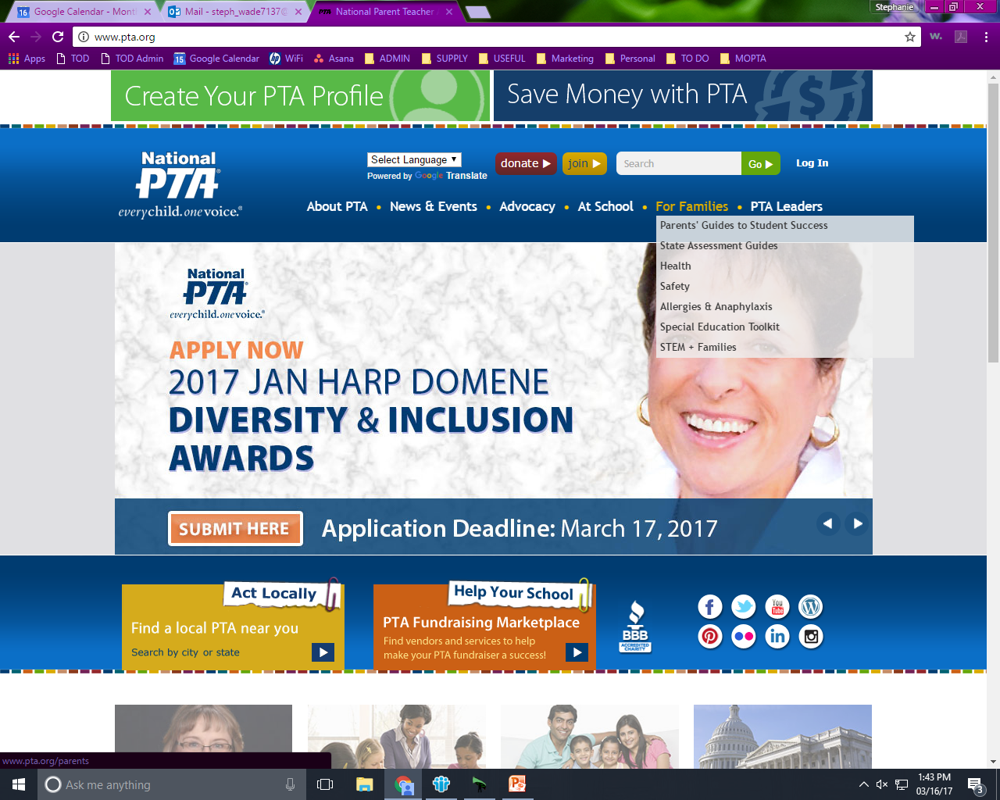 Google Calendar - Mont
Mail - steph_wade7137@
National Parent Teacher
Stephanie
www.pta.org
Apps
TOD
TOD Admin
15 Google Calendar
WiFi
Asana
ADMIN
SUPPLY
USEFUL
Marketing
Personal
TO DO
MOPTA
Create Your PTA Profile
Save Money with PTA
National
PTA
everychild.onevoice.
Select Language
Powered by Google Translate
donate
join
Search
Go
Log In
About PTA • News & Events • Advocacy • At School • For Families • PTA Leaders
Parents' Guides to Student Success
State Assessment Guides
Health
Safety
Allergies & Anaphylaxis
Special Education Toolkit
STEM + Families
National
PTA
everychild.onevoice.
APPLY NOW
2017 JAN HARP DOMENE
DIVERSITY & INCLUSION
AWARDS
SUBMIT HERE
Application Deadline: March 17, 2017
Act Locally
Find a local PTA near you
Search by city or state
Help Your School
PTA Fundraising Marketplace
Find vendors and services to help
make your PTA fundraiser a success!
BBB
ACCREDITED
CHARITY
You
Tube
www.pta.org/parents
Ask me anything
1:43 PM
03/16/17
3